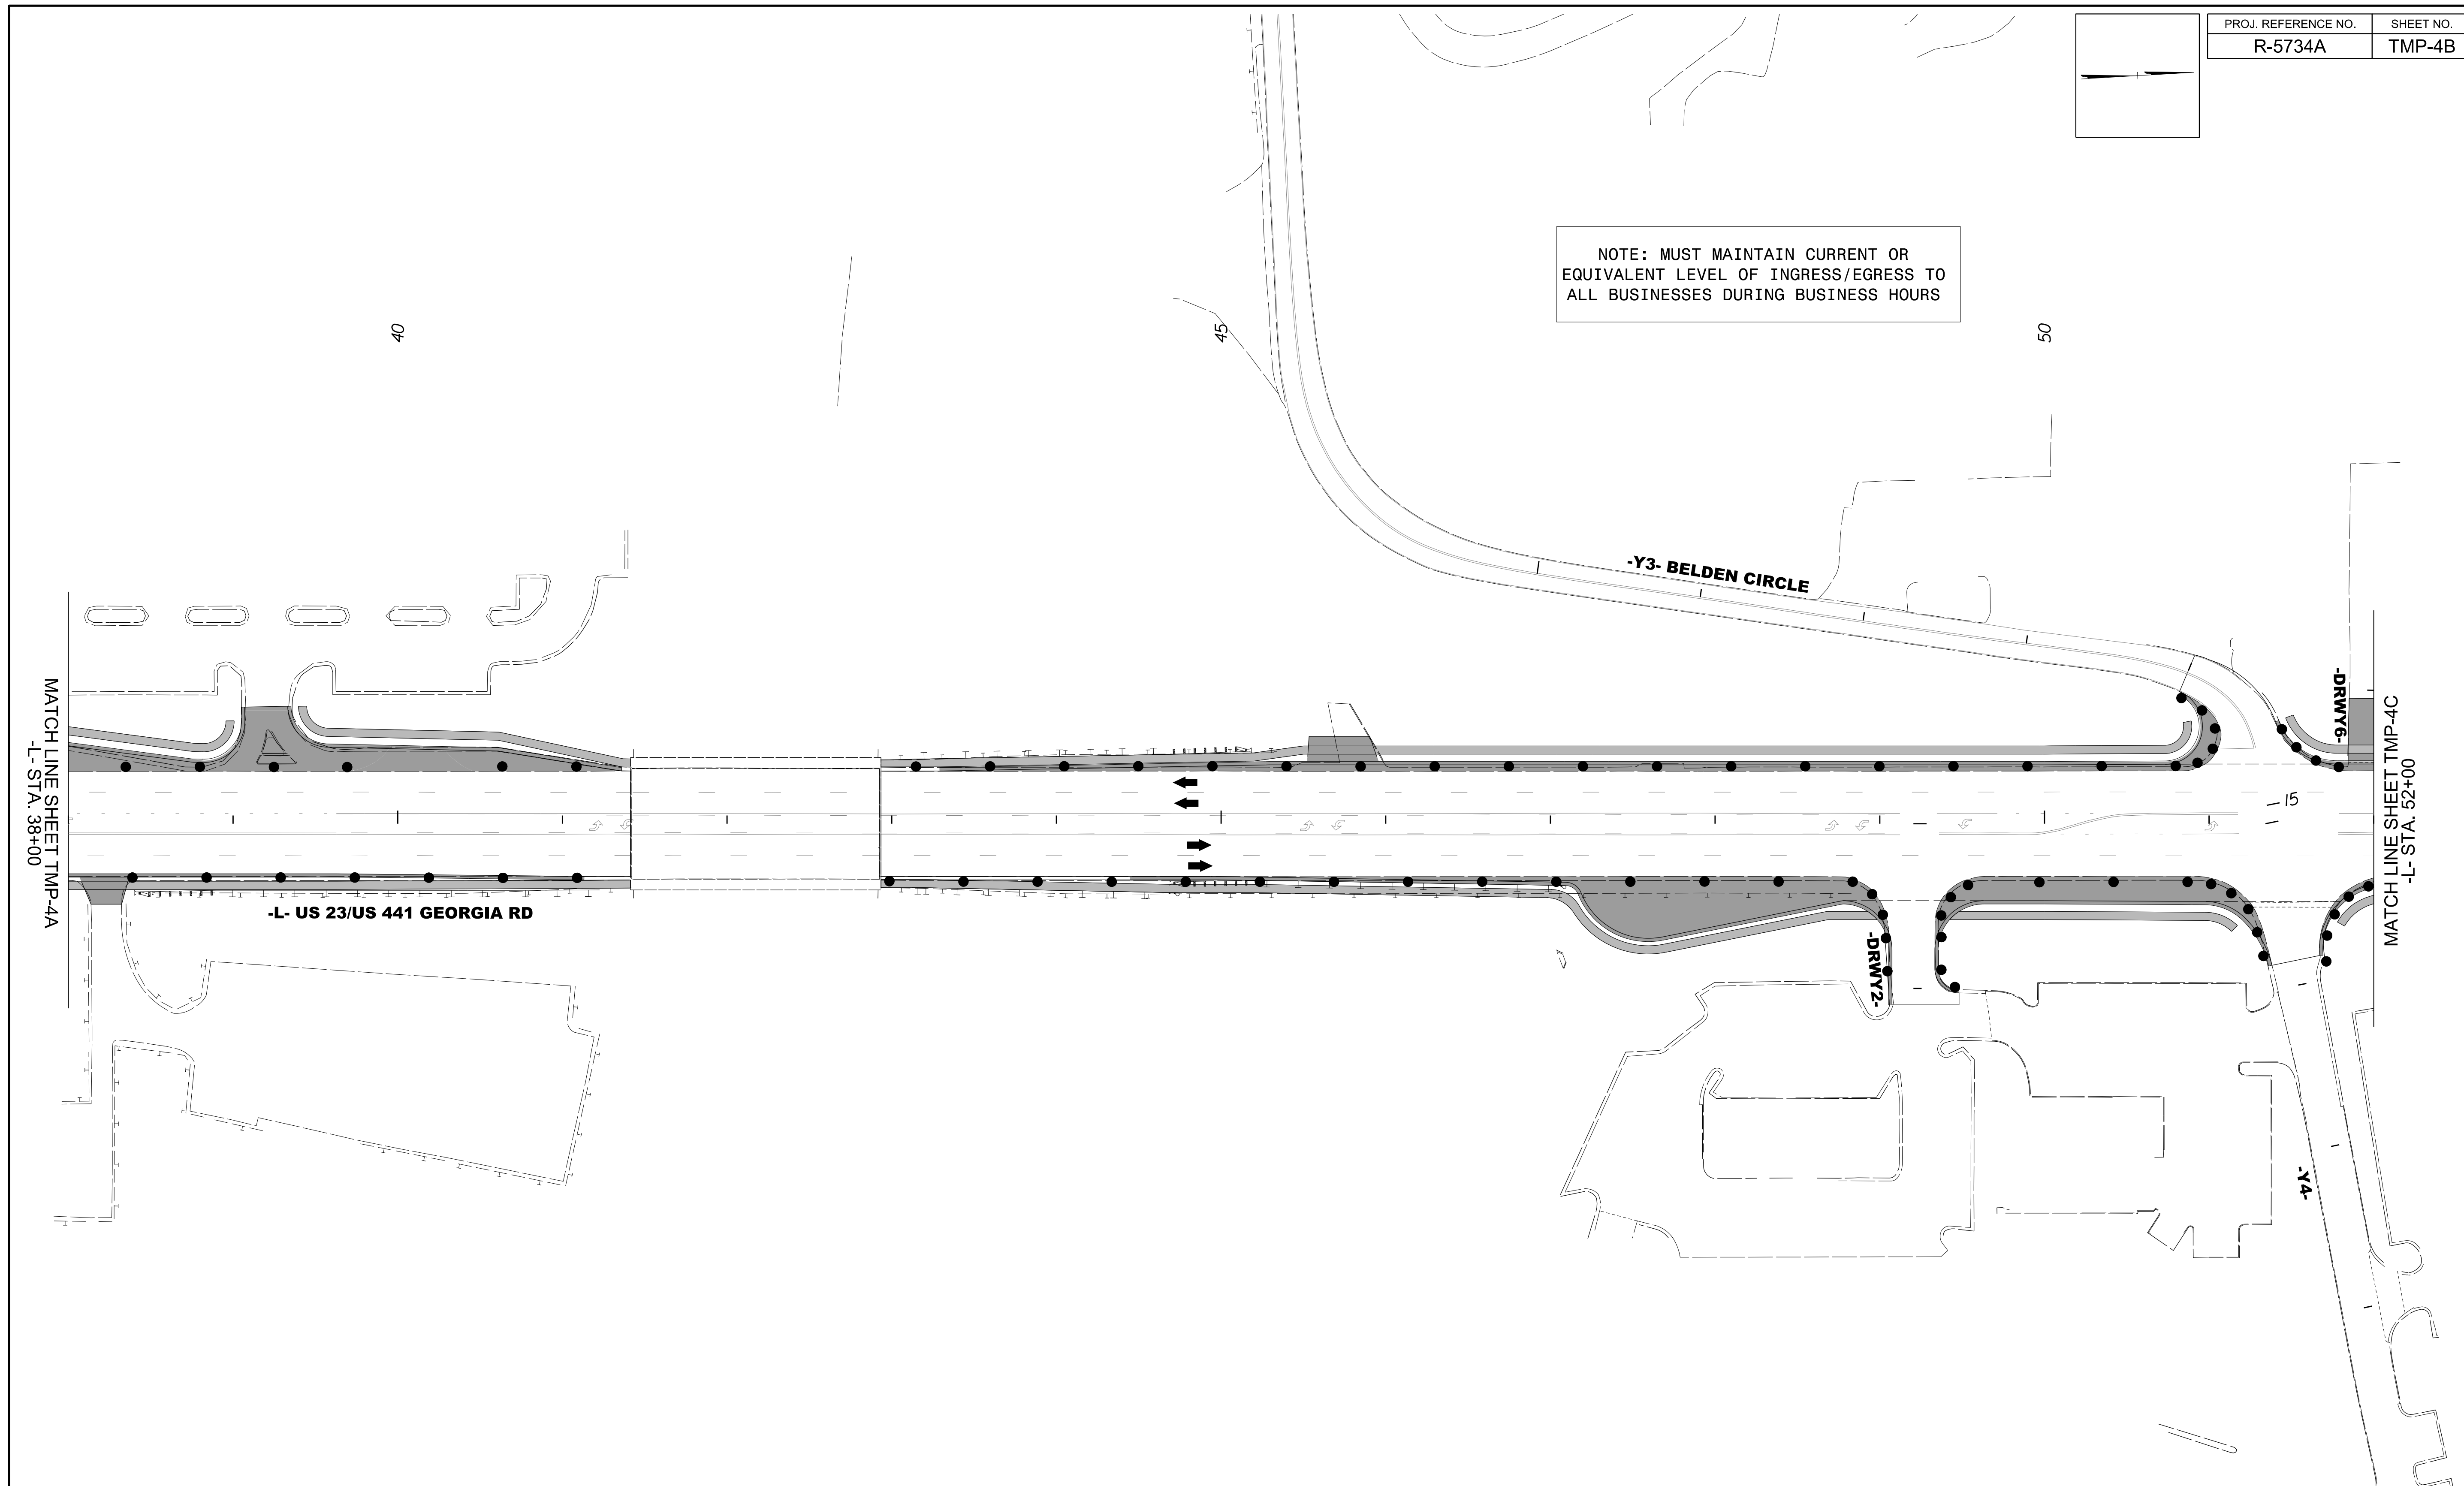 PROJ. REFERENCE NO.
SHEET NO.
R-5734A
TMP-4B
NOTE: MUST MAINTAIN CURRENT OR
EQUIVALENT LEVEL OF INGRESS/EGRESS TO
ALL BUSINESSES DURING BUSINESS HOURS
40
45
50
-Y3- BELDEN CIRCLE
-DRWY6-
MATCH LINE SHEET TMP-4A
-L- STA. 38+00
MATCH LINE SHEET TMP-4C
-L- STA. 52+00
15
-L- US 23/US 441 GEORGIA RD
-DRWY2-
-Y4-